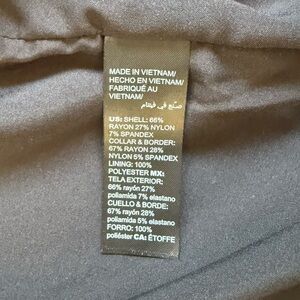 MADE IN VIETNAM/
HECHO EN VIETNAM/
FABRIQUÉ AU
VIETNAM/
صنع في فيتنام
US: SHELL: 66%
RAYON 27% NYLON
7% SPANDEX
COLLAR & BORDER:
67% RAYON 28%
NYLON 5% SPANDEX
LINING: 100%
POLYESTER MX:
TELA EXTERIOR:
66% rayón 27%
poliamida 7% elastano
CUELLO & BORDE:
67% rayón 28%
poliamida 5% elastano
FORRO: 100%
poliéster CA: ÉTOFFE